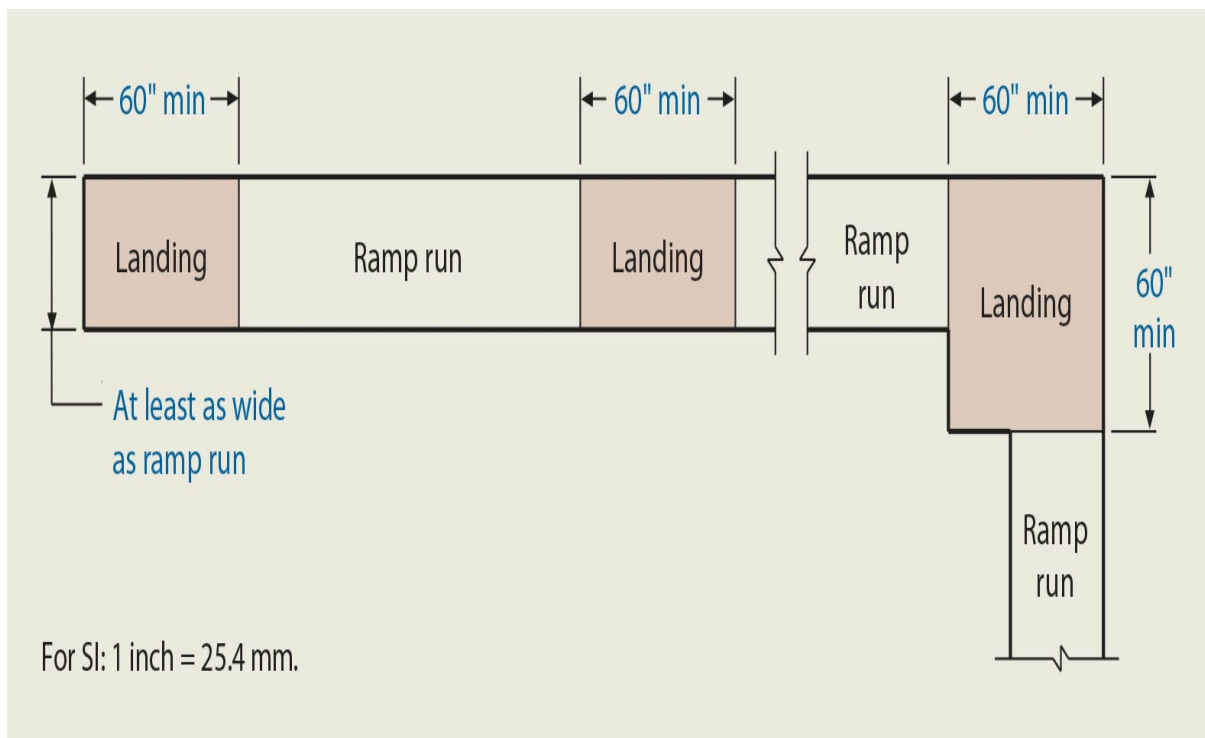 60" min
60" min
60" min
Landing
Ramp run
Landing
Ramp
run
Landing
60"
min
At least as wide
as ramp run
Ramp
run
For SI: 1 inch = 25.4 mm.